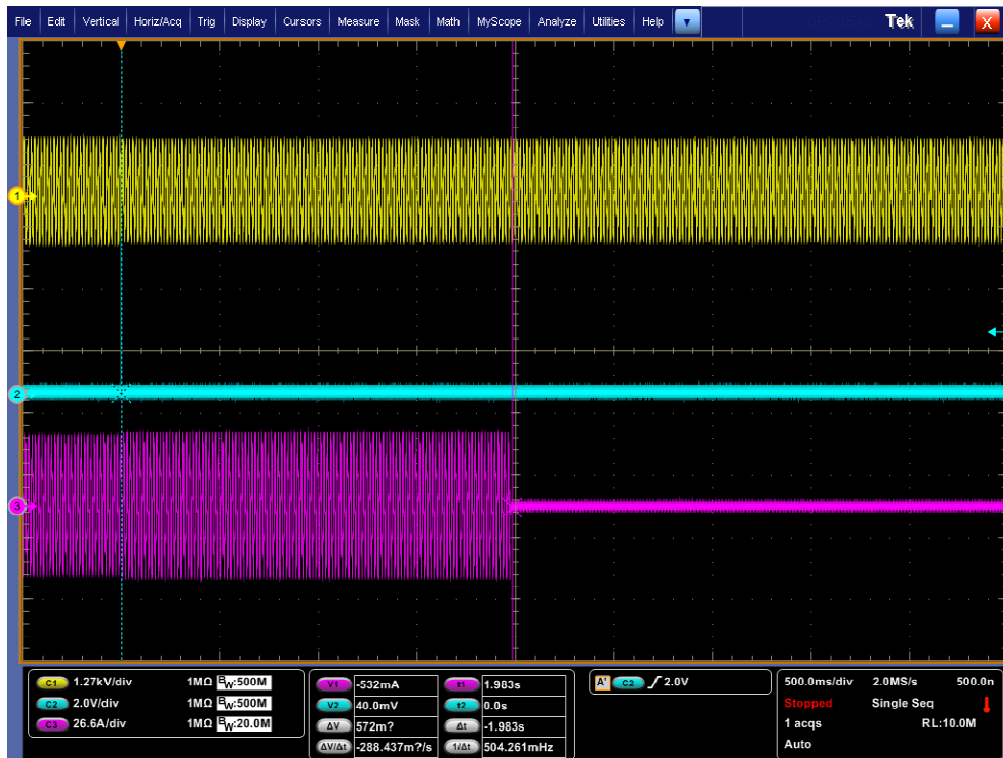 File Edit Vertical Horiz/Acq Trig Display Cursors Measure Mask Math MyScope Analyze Utilities Help Tek X
1
2
3
C1 1.27kV/div 1MΩ BW:500M
C2 2.0V/div 1MΩ BW:500M
C3 26.6A/div 1MΩ BW:20.0M
V1 -532mA t1 1.983s
V2 40.0mV t2 0.0s
ΔV 572m? Δt -1.983s
ΔV/Δt -288.437m?/s 1/Δt 504.261mHz
A' C2 2.0V
500.0ms/div 2.0MS/s 500.0n
Stopped Single Seq
1 acqs RL:10.0M
Auto